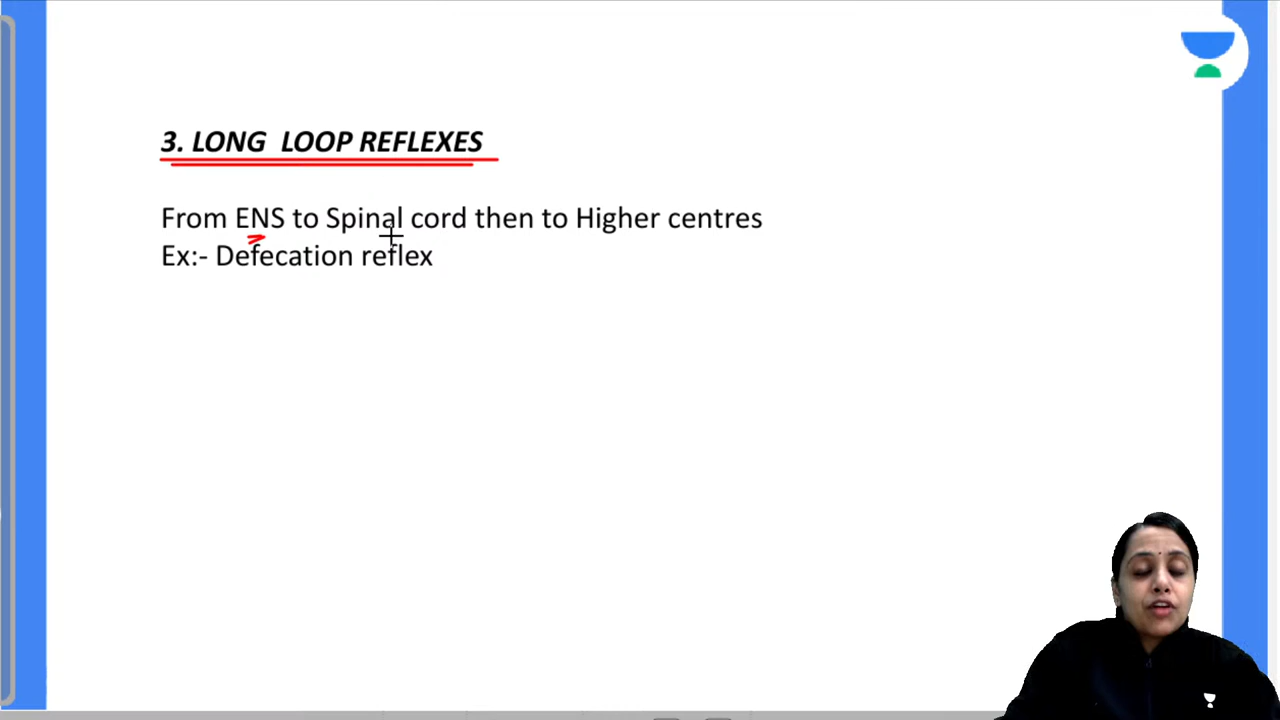 3. LONG LOOP REFLEXES
From ENS to Spinal cord then to Higher centres
Ex:- Defecation reflex